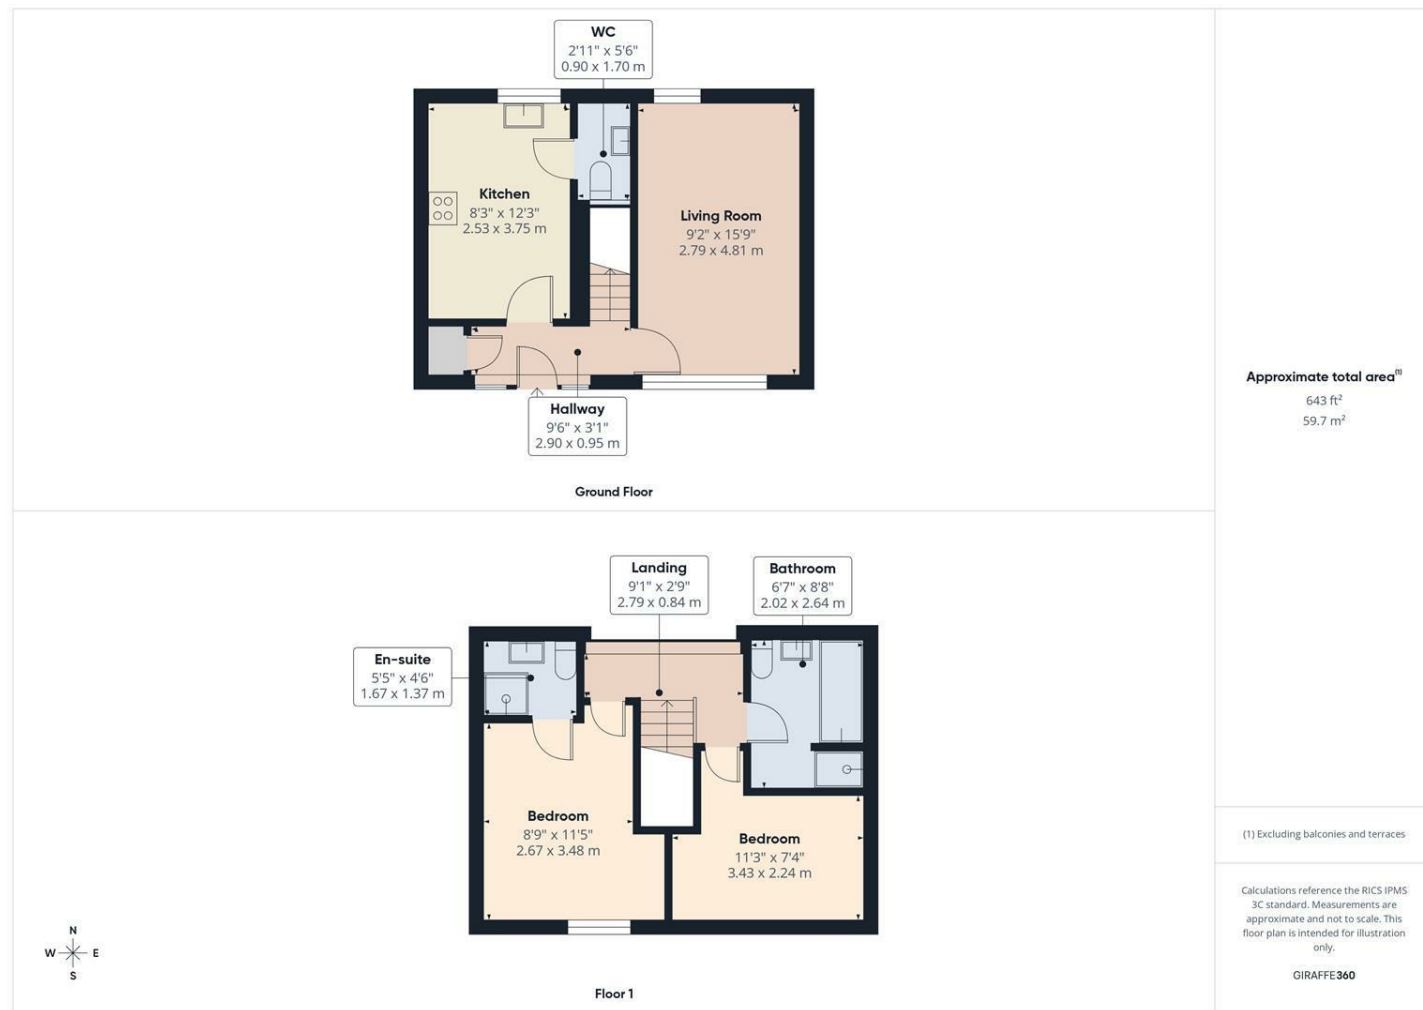 WC
2'11" x 5'6"
0.90 x 1.70 m
Kitchen
8'3" x 12'3"
2.53 x 3.75 m
Living Room
9'2" x 15'9"
2.79 x 4.81 m
Hallway
9'6" x 3'1"
2.90 x 0.95 m
Ground Floor
Landing
9'1" x 2'9"
2.79 x 0.84 m
Bathroom
6'7" x 8'8"
2.02 x 2.64 m
En-suite
5'5" x 4'6"
1.67 x 1.37 m
Bedroom
8'9" x 11'5"
2.67 x 3.48 m
Bedroom
11'3" x 7'4"
3.43 x 2.24 m
N
W E
S
Floor 1
Approximate total area(1)
643 ft²
59.7 m²
(1) Excluding balconies and terraces
Calculations reference the RICS IPMS
3C standard. Measurements are
approximate and not to scale. This
floor plan is intended for illustration
only.
GIRAFFE360